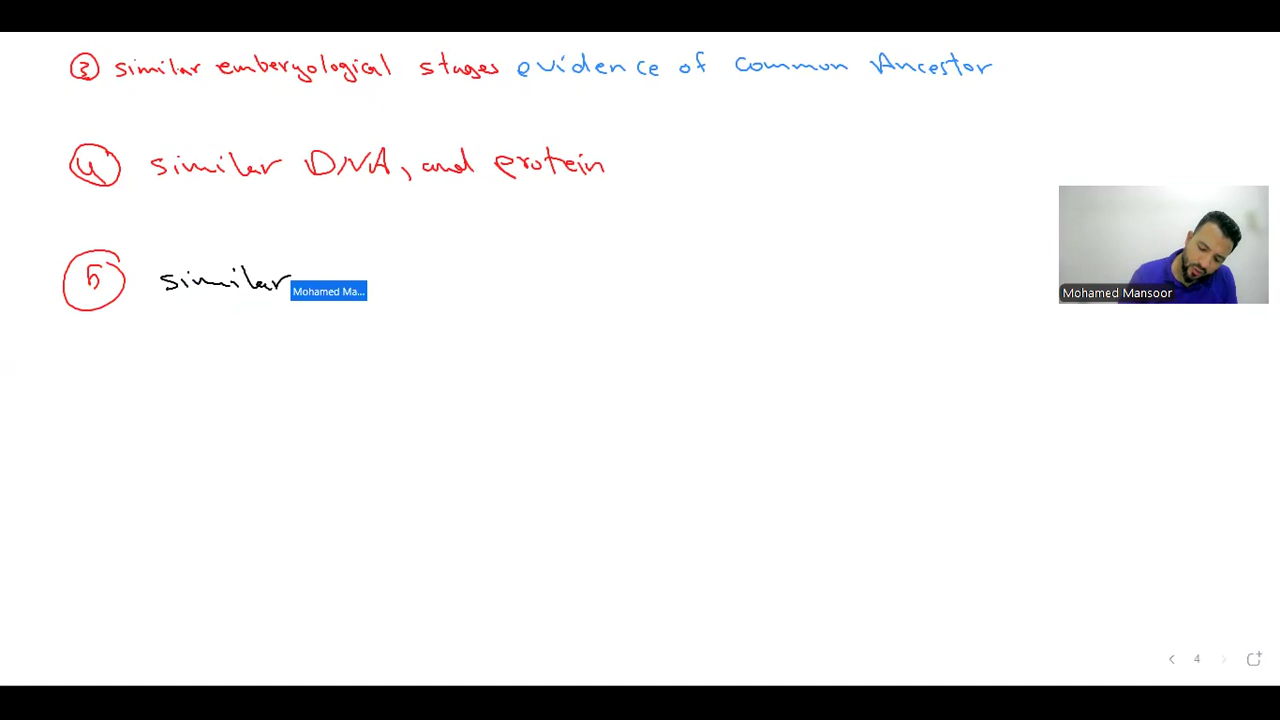 3 similar emberyological stages evidence of common Ancestor
4 similar DNA, and protein
5 similar
Mohamed Ma...
Mohamed Mansoor
< 4 >